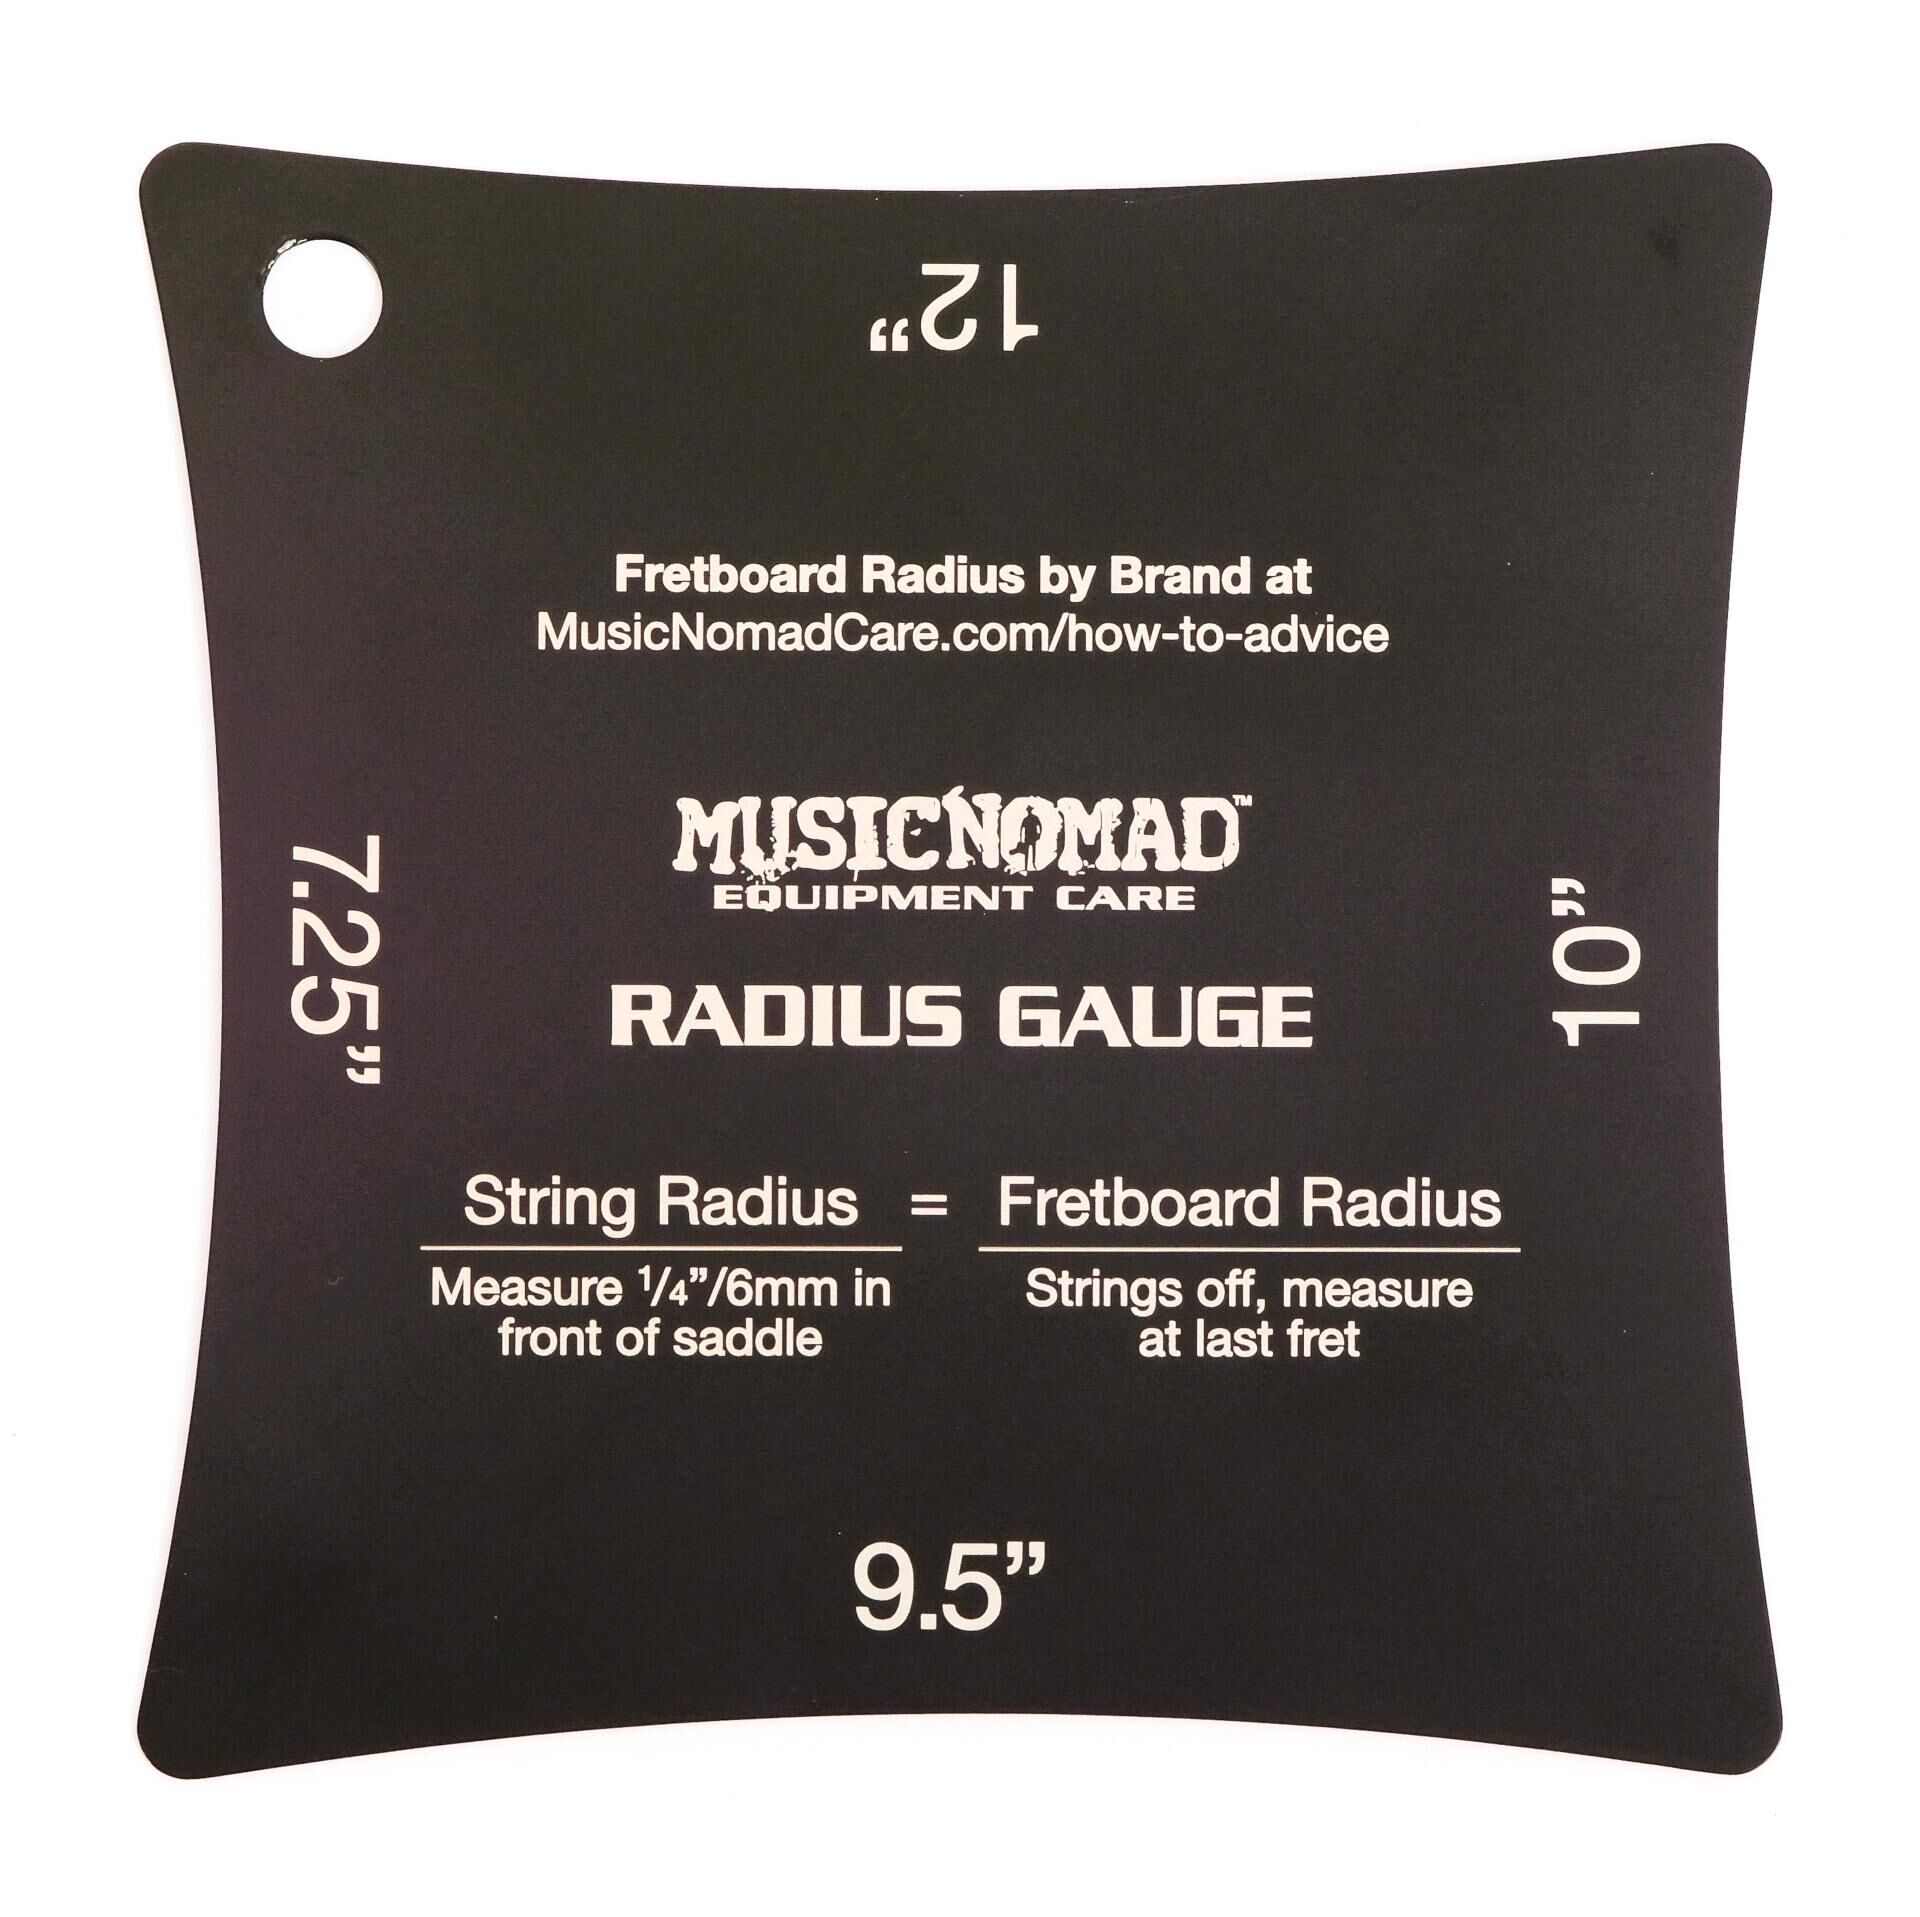 12”
Fretboard Radius by Brand at
MusicNomadCare.com/how-to-advice
MUSICNOMAD™
EQUIPMENT CARE
7.25”
10”
RADIUS GAUGE
String Radius = Fretboard Radius
Measure 1/4”/6mm in
front of saddle
Strings off, measure
at last fret
9.5”